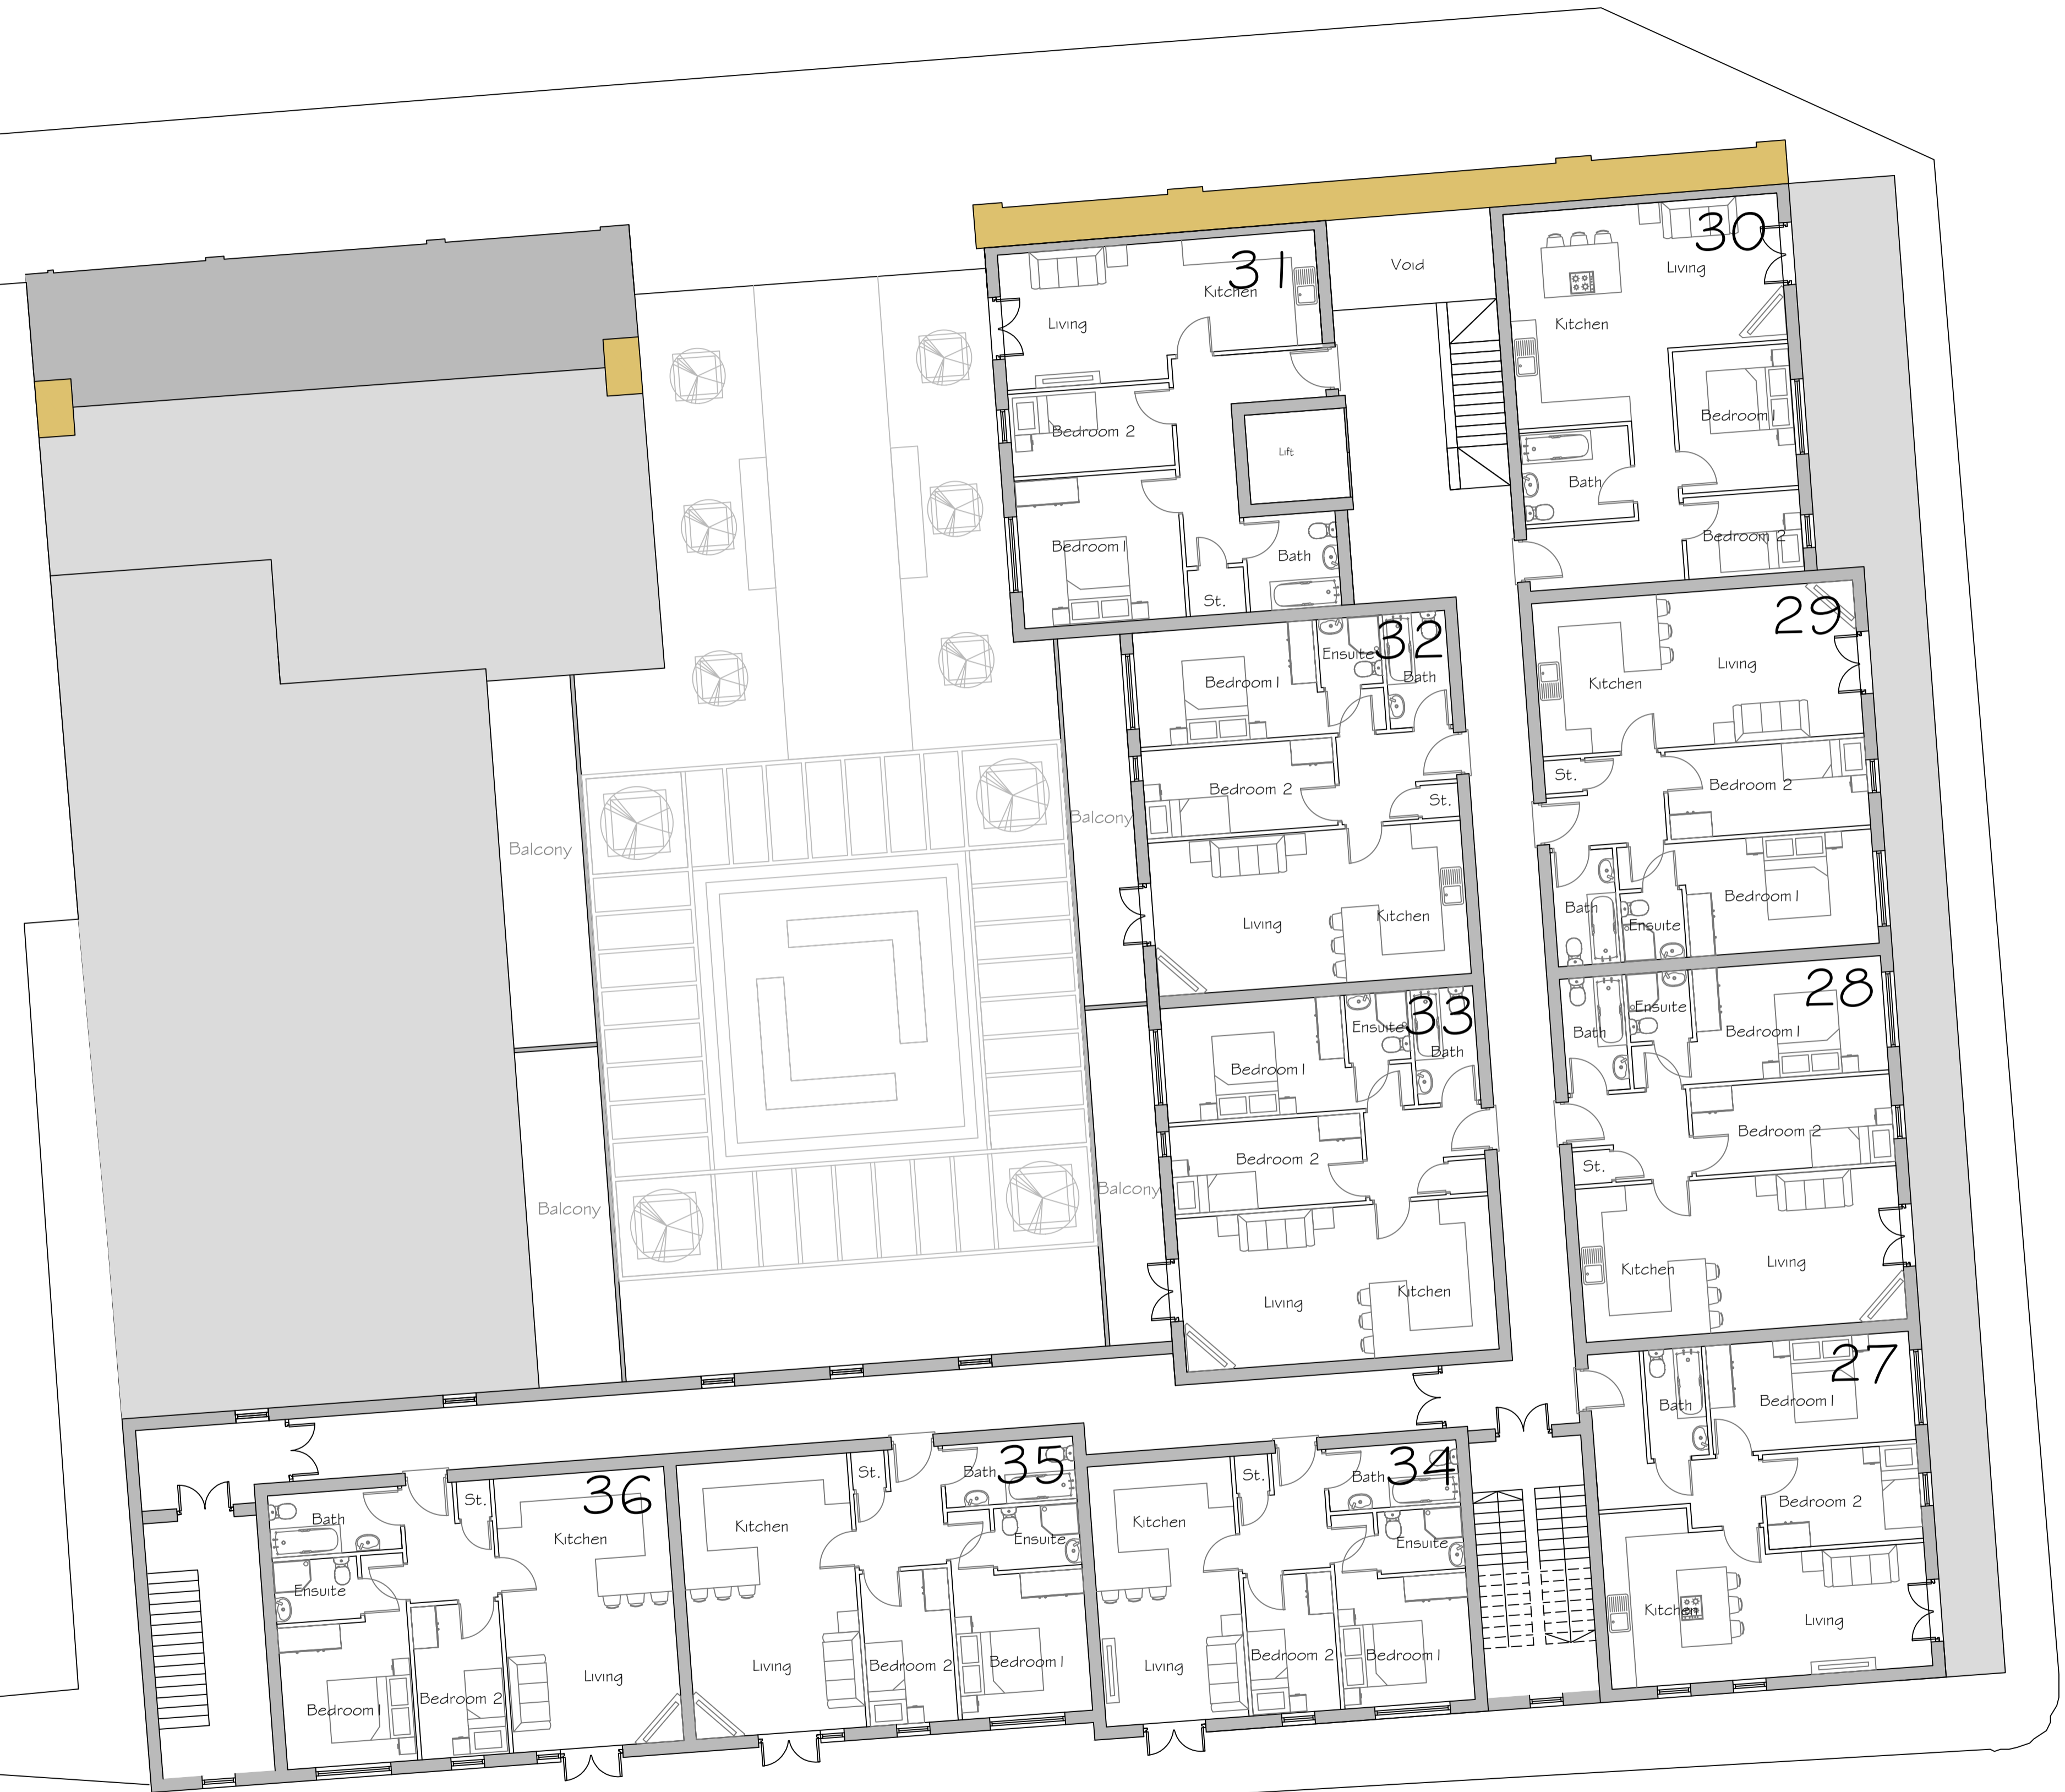 31
Kitchen
Living
Bedroom 2
Lift
Bedroom 1
Bath
St.
Void
30
Living
Kitchen
Bedroom 1
Bath
Bedroom 2
32
Ensuite
Bath
Bedroom 1
Bedroom 2
St.
Living
Kitchen
Balcony
Balcony
Balcony
Balcony
29
Living
Kitchen
St.
Bedroom 2
Bedroom 1
Bath
Ensuite
33
Ensuite
Bath
Bedroom 1
Bedroom 2
Kitchen
Living
28
Ensuite
Bath
Bedroom 1
Bedroom 2
St.
Kitchen
Living
27
Bedroom 1
Bath
Bedroom 2
Kitchen
Living
36
St.
Bath
Kitchen
Ensuite
Living
Bedroom 2
Bedroom 1
35
St.
Bath
Kitchen
Ensuite
Living
Bedroom 2
Bedroom 1
34
St.
Bath
Kitchen
Ensuite
Living
Bedroom 2
Bedroom 1